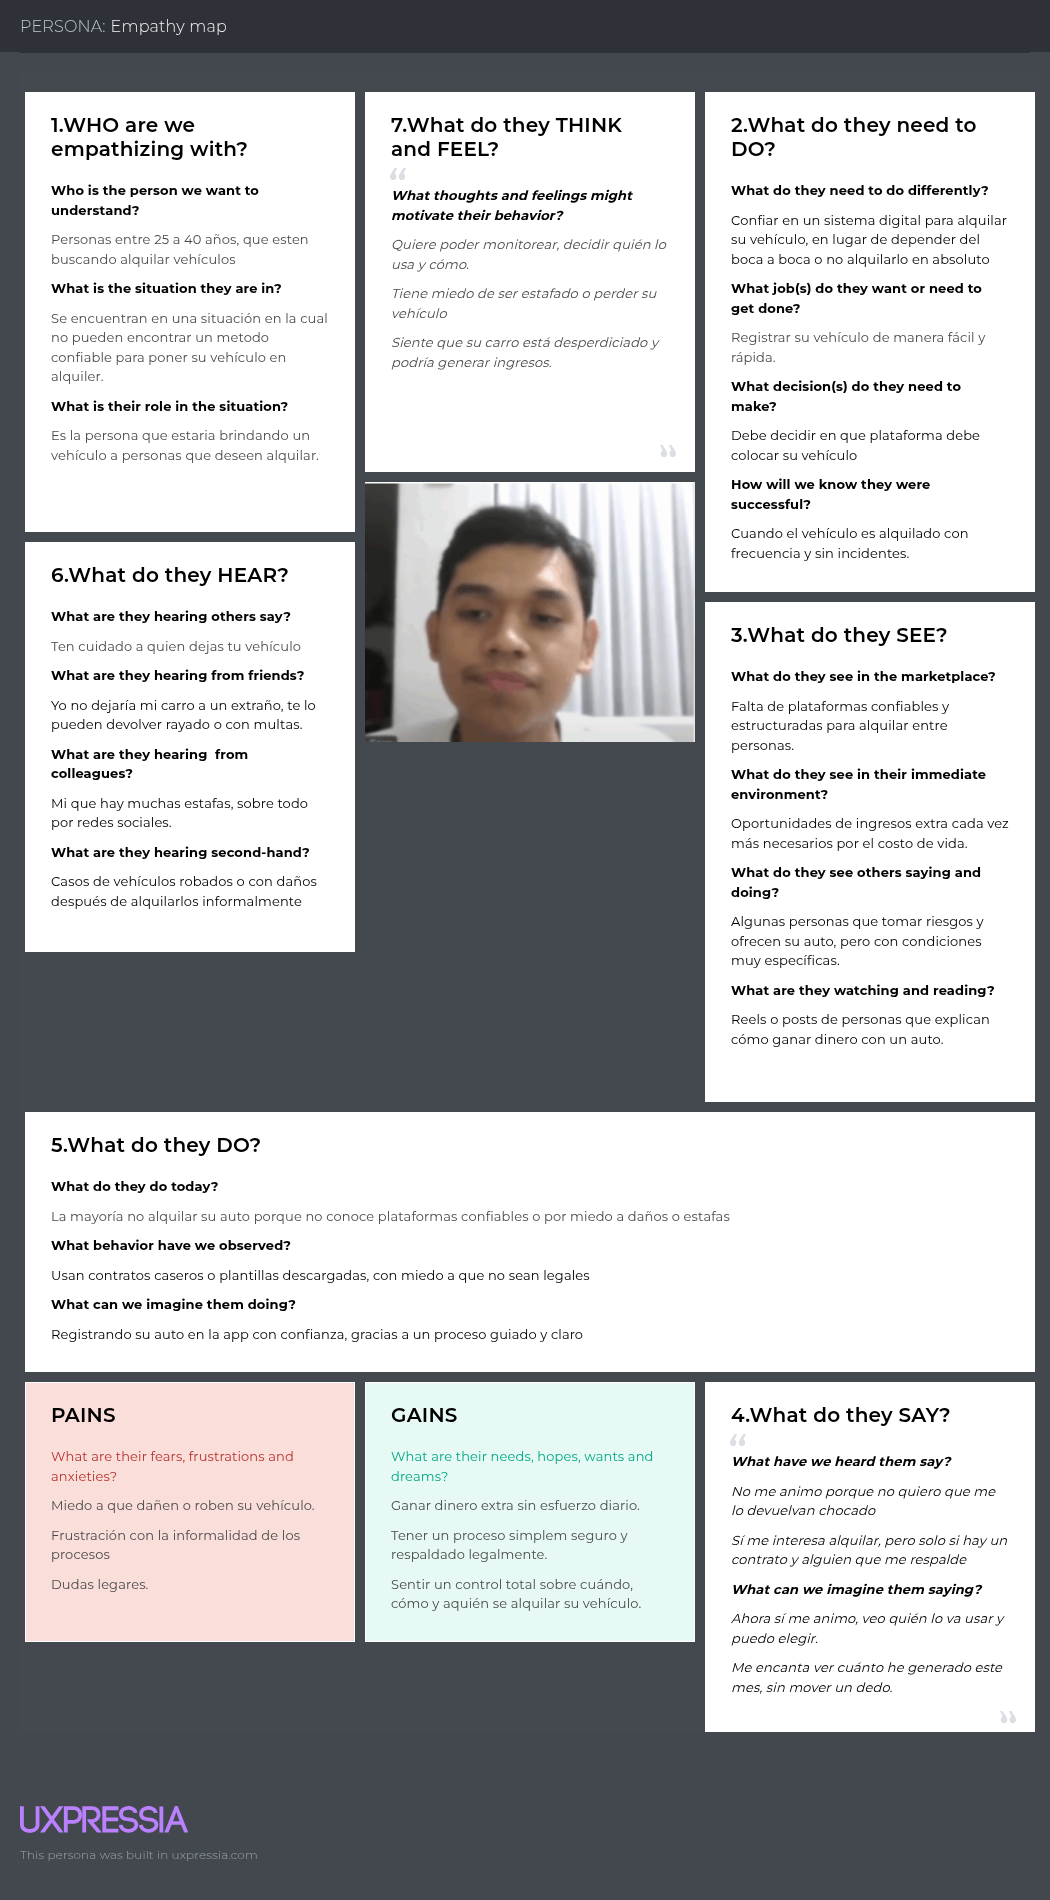 PERSONA: Empathy map
1.WHO are we
empathizing with?
Who is the person we want to
understand?
Personas entre 25 a 40 años, que esten
buscando alquilar vehículos
What is the situation they are in?
Se encuentran en una situación en la cual
no pueden encontrar un metodo
confiable para poner su vehículo en
alquiler.
What is their role in the situation?
Es la persona que estaria brindando un
vehículo a personas que deseen alquilar.
7.What do they THINK
and FEEL?
“
What thoughts and feelings might
motivate their behavior?
Quiere poder monitorear, decidir quién lo
usa y cómo.
Tiene miedo de ser estafado o perder su
vehículo
Siente que su carro está desperdiciado y
podría generar ingresos.
”
2.What do they need to
DO?
What do they need to do differently?
Confiar en un sistema digital para alquilar
su vehículo, en lugar de depender del
boca a boca o no alquilarlo en absoluto
What job(s) do they want or need to
get done?
Registrar su vehículo de manera fácil y
rápida.
What decision(s) do they need to
make?
Debe decidir en que plataforma debe
colocar su vehículo
How will we know they were
successful?
Cuando el vehículo es alquilado con
frecuencia y sin incidentes.
6.What do they HEAR?
What are they hearing others say?
Ten cuidado a quien dejas tu vehículo
What are they hearing from friends?
Yo no dejaría mi carro a un extraño, te lo
pueden devolver rayado o con multas.
What are they hearing  from
colleagues?
Mi que hay muchas estafas, sobre todo
por redes sociales.
What are they hearing second-hand?
Casos de vehículos robados o con daños
después de alquilarlos informalmente
3.What do they SEE?
What do they see in the marketplace?
Falta de plataformas confiables y
estructuradas para alquilar entre
personas.
What do they see in their immediate
environment?
Oportunidades de ingresos extra cada vez
más necesarios por el costo de vida.
What do they see others saying and
doing?
Algunas personas que tomar riesgos y
ofrecen su auto, pero con condiciones
muy específicas.
What are they watching and reading?
Reels o posts de personas que explican
cómo ganar dinero con un auto.
5.What do they DO?
What do they do today?
La mayoría no alquilar su auto porque no conoce plataformas confiables o por miedo a daños o estafas
What behavior have we observed?
Usan contratos caseros o plantillas descargadas, con miedo a que no sean legales
What can we imagine them doing?
Registrando su auto en la app con confianza, gracias a un proceso guiado y claro
PAINS
What are their fears, frustrations and
anxieties?
Miedo a que dañen o roben su vehículo.
Frustración con la informalidad de los
procesos
Dudas legares.
GAINS
What are their needs, hopes, wants and
dreams?
Ganar dinero extra sin esfuerzo diario.
Tener un proceso simplem seguro y
respaldado legalmente.
Sentir un control total sobre cuándo,
cómo y aquién se alquilar su vehículo.
4.What do they SAY?
“
What have we heard them say?
No me animo porque no quiero que me
lo devuelvan chocado
Sí me interesa alquilar, pero solo si hay un
contrato y alguien que me respalde
What can we imagine them saying?
Ahora sí me animo, veo quién lo va usar y
puedo elegir.
Me encanta ver cuánto he generado este
mes, sin mover un dedo.
”
UXPRESSIA
This persona was built in uxpressia.com